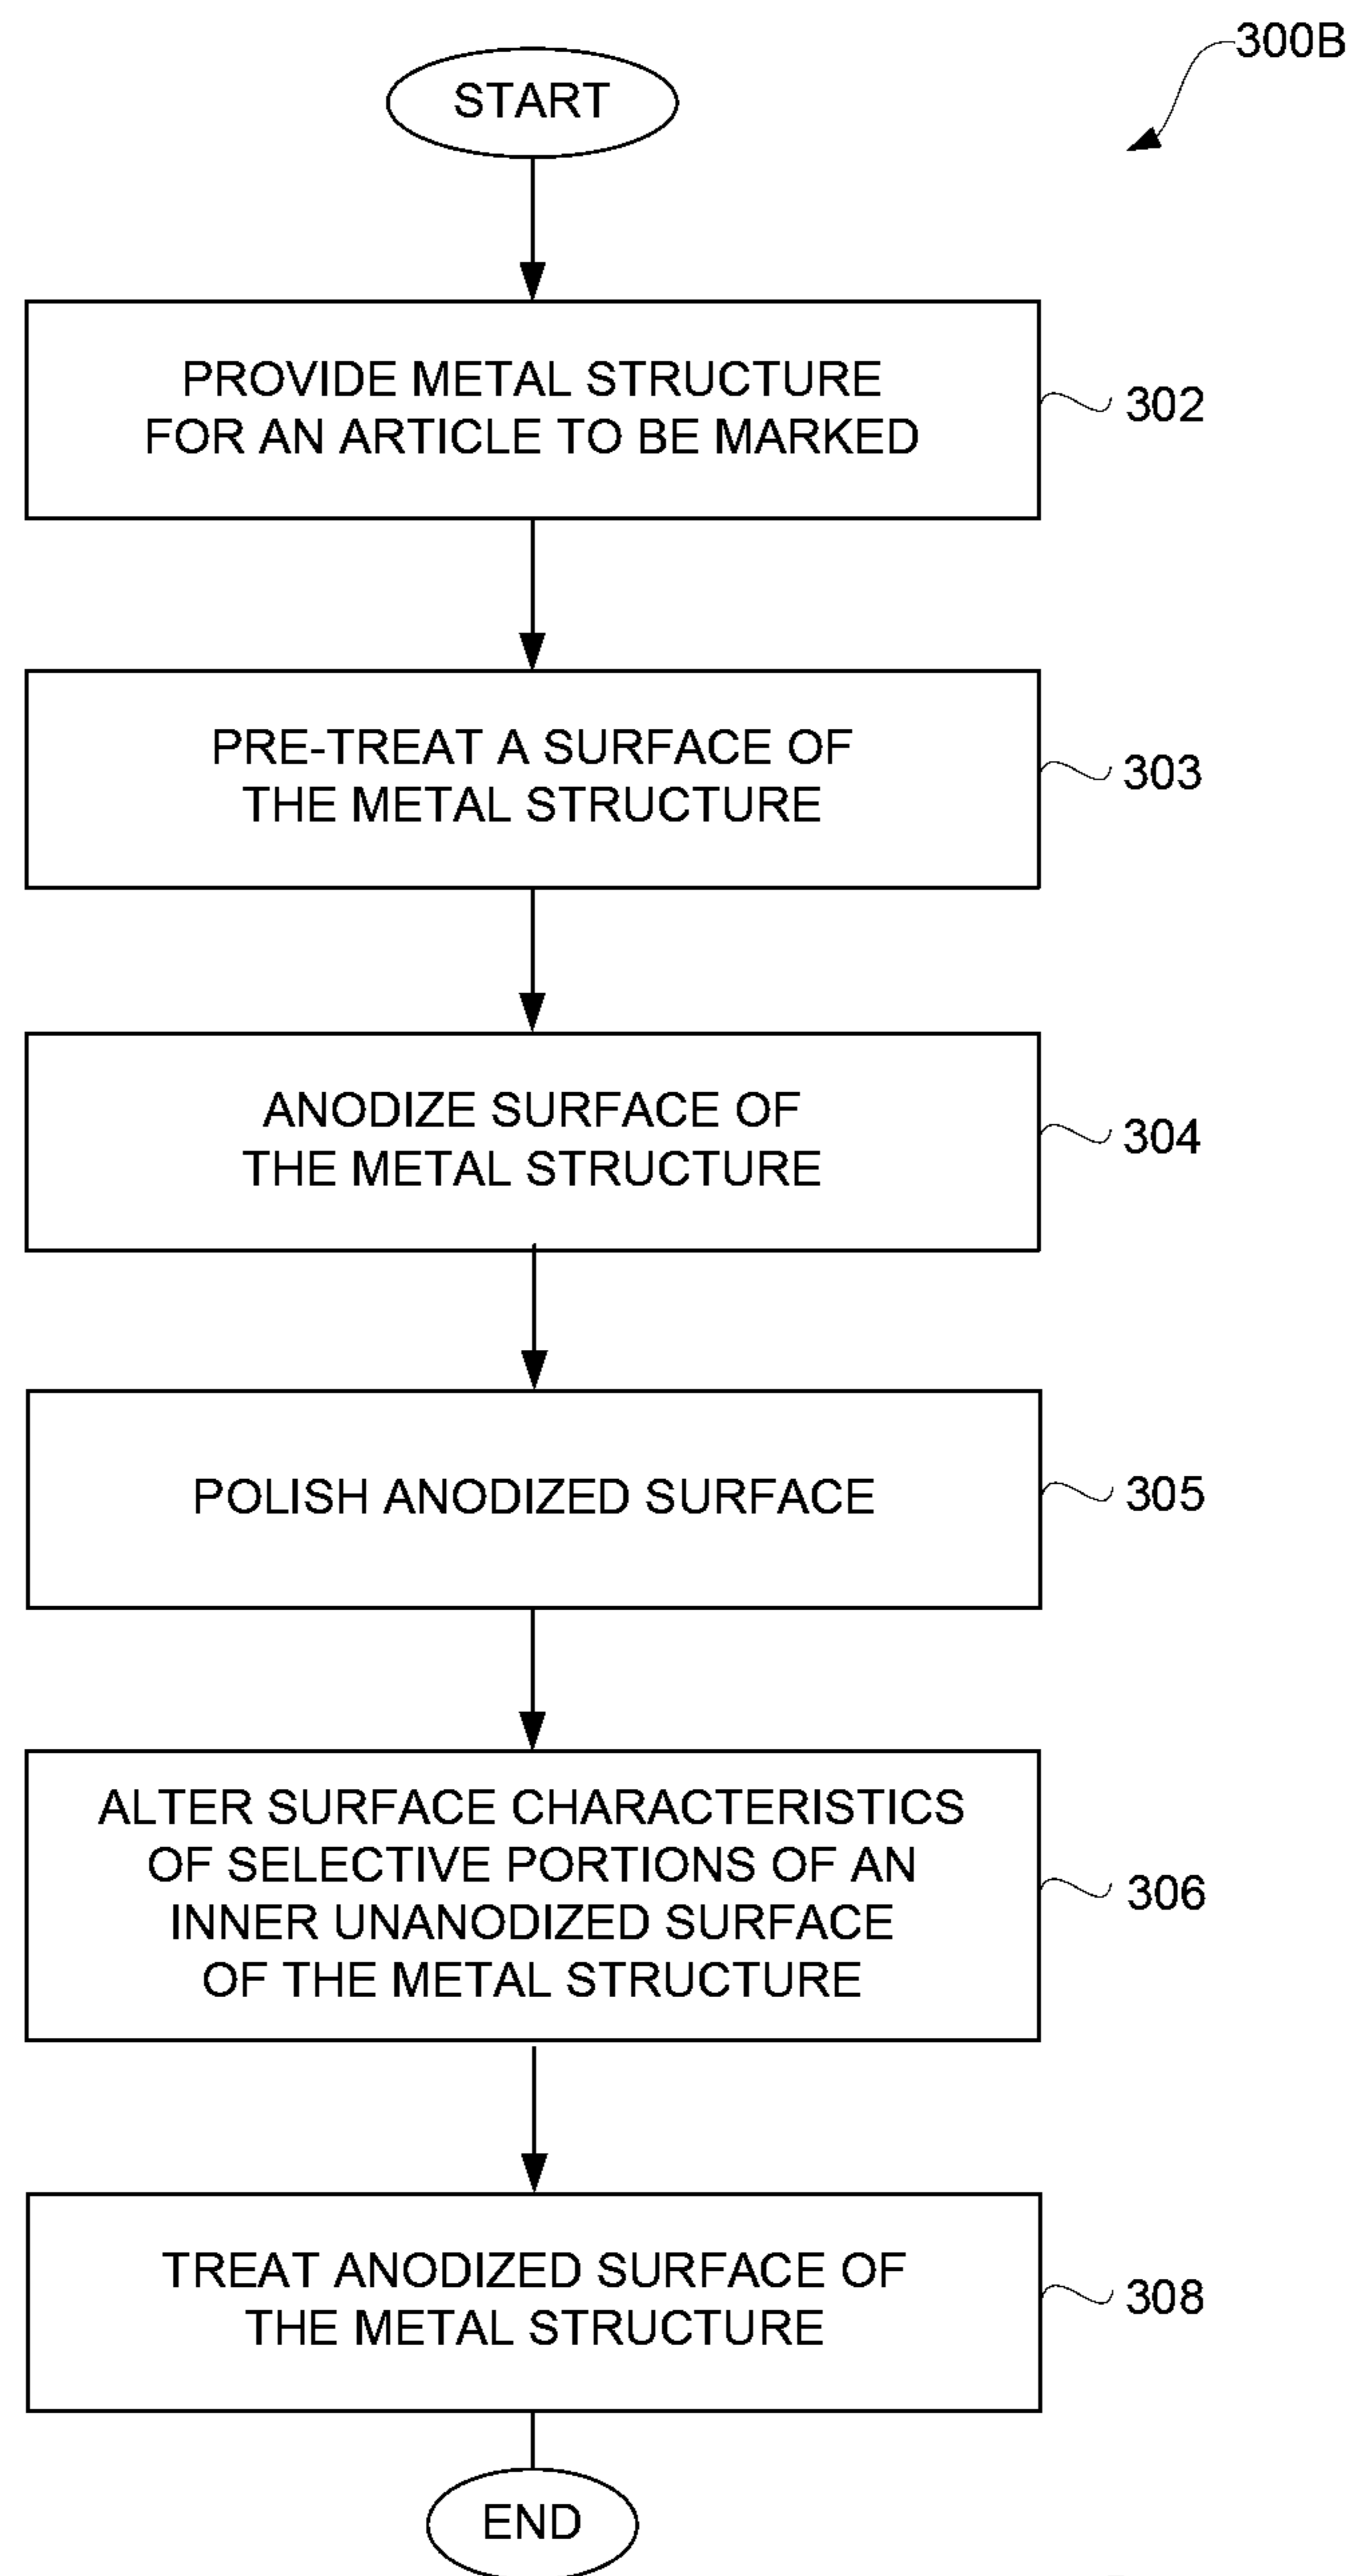 300B
START
PROVIDE METAL STRUCTURE
FOR AN ARTICLE TO BE MARKED
302
PRE-TREAT A SURFACE OF
THE METAL STRUCTURE
303
ANODIZE SURFACE OF
THE METAL STRUCTURE
304
POLISH ANODIZED SURFACE
305
ALTER SURFACE CHARACTERISTICS
OF SELECTIVE PORTIONS OF AN
INNER UNANODIZED SURFACE
OF THE METAL STRUCTURE
306
TREAT ANODIZED SURFACE OF
THE METAL STRUCTURE
308
END